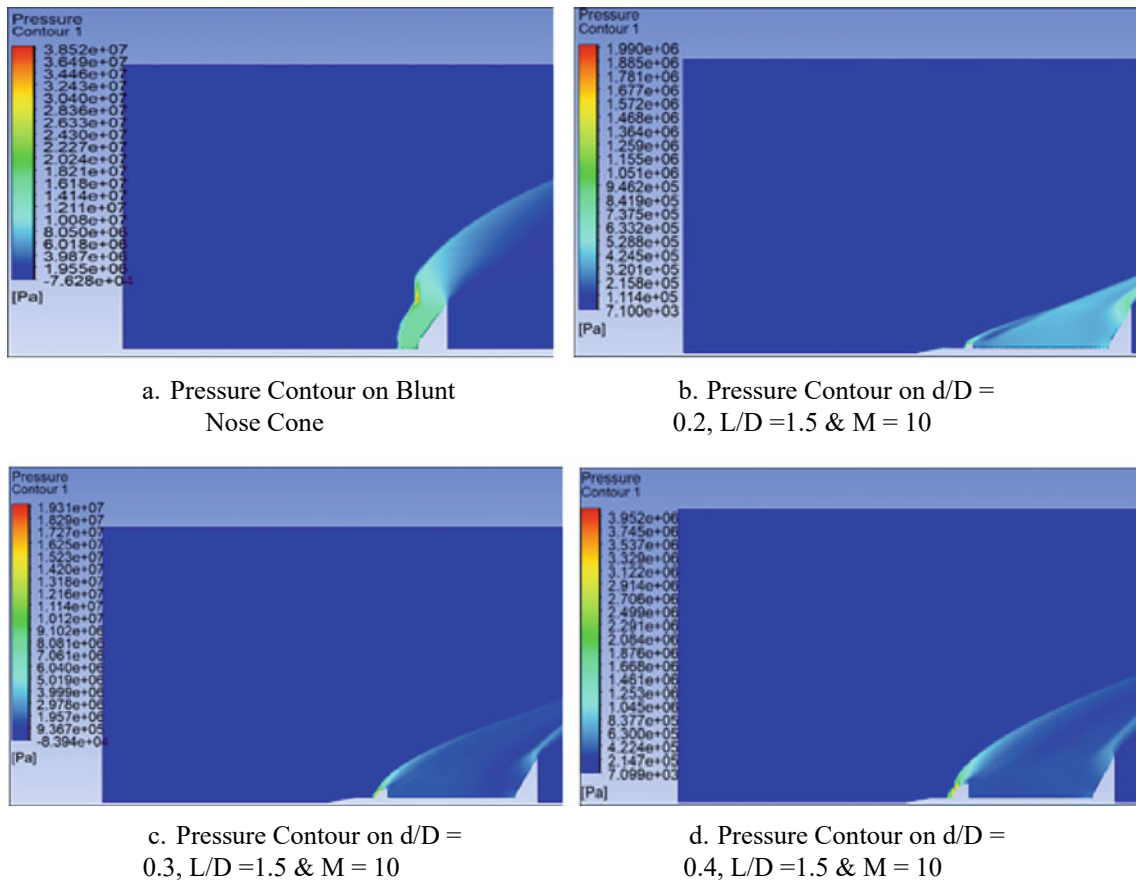 Pressure
Contour 1
3.852e+07
3.649e+07
3.446e+07
3.243e+07
3.040e+07
2.836e+07
2.633e+07
2.430e+07
2.227e+07
2.024e+07
1.821e+07
1.618e+07
1.414e+07
1.211e+07
1.008e+07
8.050e+06
6.018e+06
3.987e+06
1.955e+06
-7.628e+04
[Pa]
a. Pressure Contour on Blunt
Nose Cone
Pressure
Contour 1
1.990e+06
1.885e+06
1.781e+06
1.677e+06
1.572e+06
1.468e+06
1.364e+06
1.259e+06
1.155e+06
1.051e+06
9.462e+05
8.419e+05
7.375e+05
6.332e+05
5.288e+05
4.245e+05
3.201e+05
2.158e+05
1.114e+05
7.100e+03
[Pa]
b. Pressure Contour on d/D =
0.2, L/D =1.5 & M = 10
Pressure
Contour 1
1.931e+07
1.829e+07
1.727e+07
1.625e+07
1.523e+07
1.420e+07
1.318e+07
1.216e+07
1.114e+07
1.012e+07
9.102e+06
8.081e+06
7.061e+06
6.040e+06
5.019e+06
3.999e+06
2.978e+06
1.957e+06
9.367e+05
-8.394e+04
[Pa]
c. Pressure Contour on d/D =
0.3, L/D =1.5 & M = 10
Pressure
Contour 1
3.952e+06
3.745e+06
3.537e+06
3.329e+06
3.122e+06
2.914e+06
2.706e+06
2.499e+06
2.291e+06
2.084e+06
1.876e+06
1.668e+06
1.461e+06
1.253e+06
1.045e+06
8.377e+05
6.300e+05
4.224e+05
2.147e+05
7.099e+03
[Pa]
d. Pressure Contour on d/D =
0.4, L/D =1.5 & M = 10